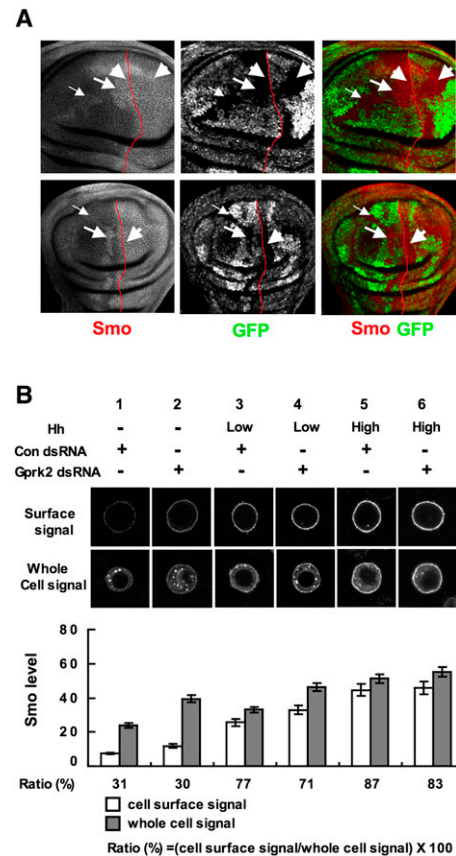 A
Smo GFP Smo GFP
B
1 2 3 4 5 6
Hh - - Low Low High High
Con dsRNA + - + - + -
Gprk2 dsRNA - + - + - +
Surface
signal
Whole
Cell signal
Smo level
80
60
40
20
0
Ratio (%) 31 30 77 71 87 83
cell surface signal
whole cell signal
Ratio (%) =(cell surface signal/whole cell signal) X 100